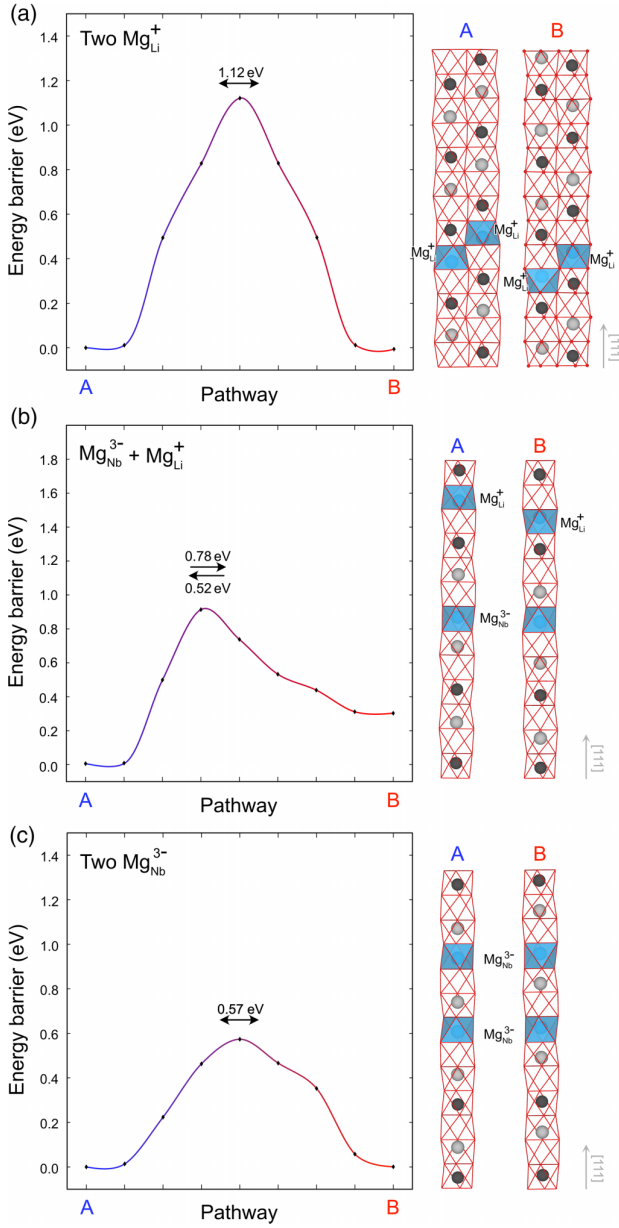 (a)
Two Mg+Li
1.12 eV
1.4
1.2
1.0
0.8
0.6
0.4
0.2
0.0
Energy barrier (eV)
A
Pathway
B
A
B
Mg+Li
Mg+Li
Mg+Li
Mg+Li
[111]
(b)
Mg3-Nb + Mg+Li
0.78 eV
0.52 eV
1.8
1.6
1.4
1.2
1.0
0.8
0.6
0.4
0.2
0.0
Energy barrier (eV)
A
Pathway
B
A
B
Mg+Li
Mg+Li
Mg3-Nb
[111]
(c)
Two Mg3-Nb
0.57 eV
1.4
1.2
1.0
0.8
0.6
0.4
0.2
0.0
Energy barrier (eV)
A
Pathway
B
A
B
Mg3-Nb
Mg3-Nb
[111]